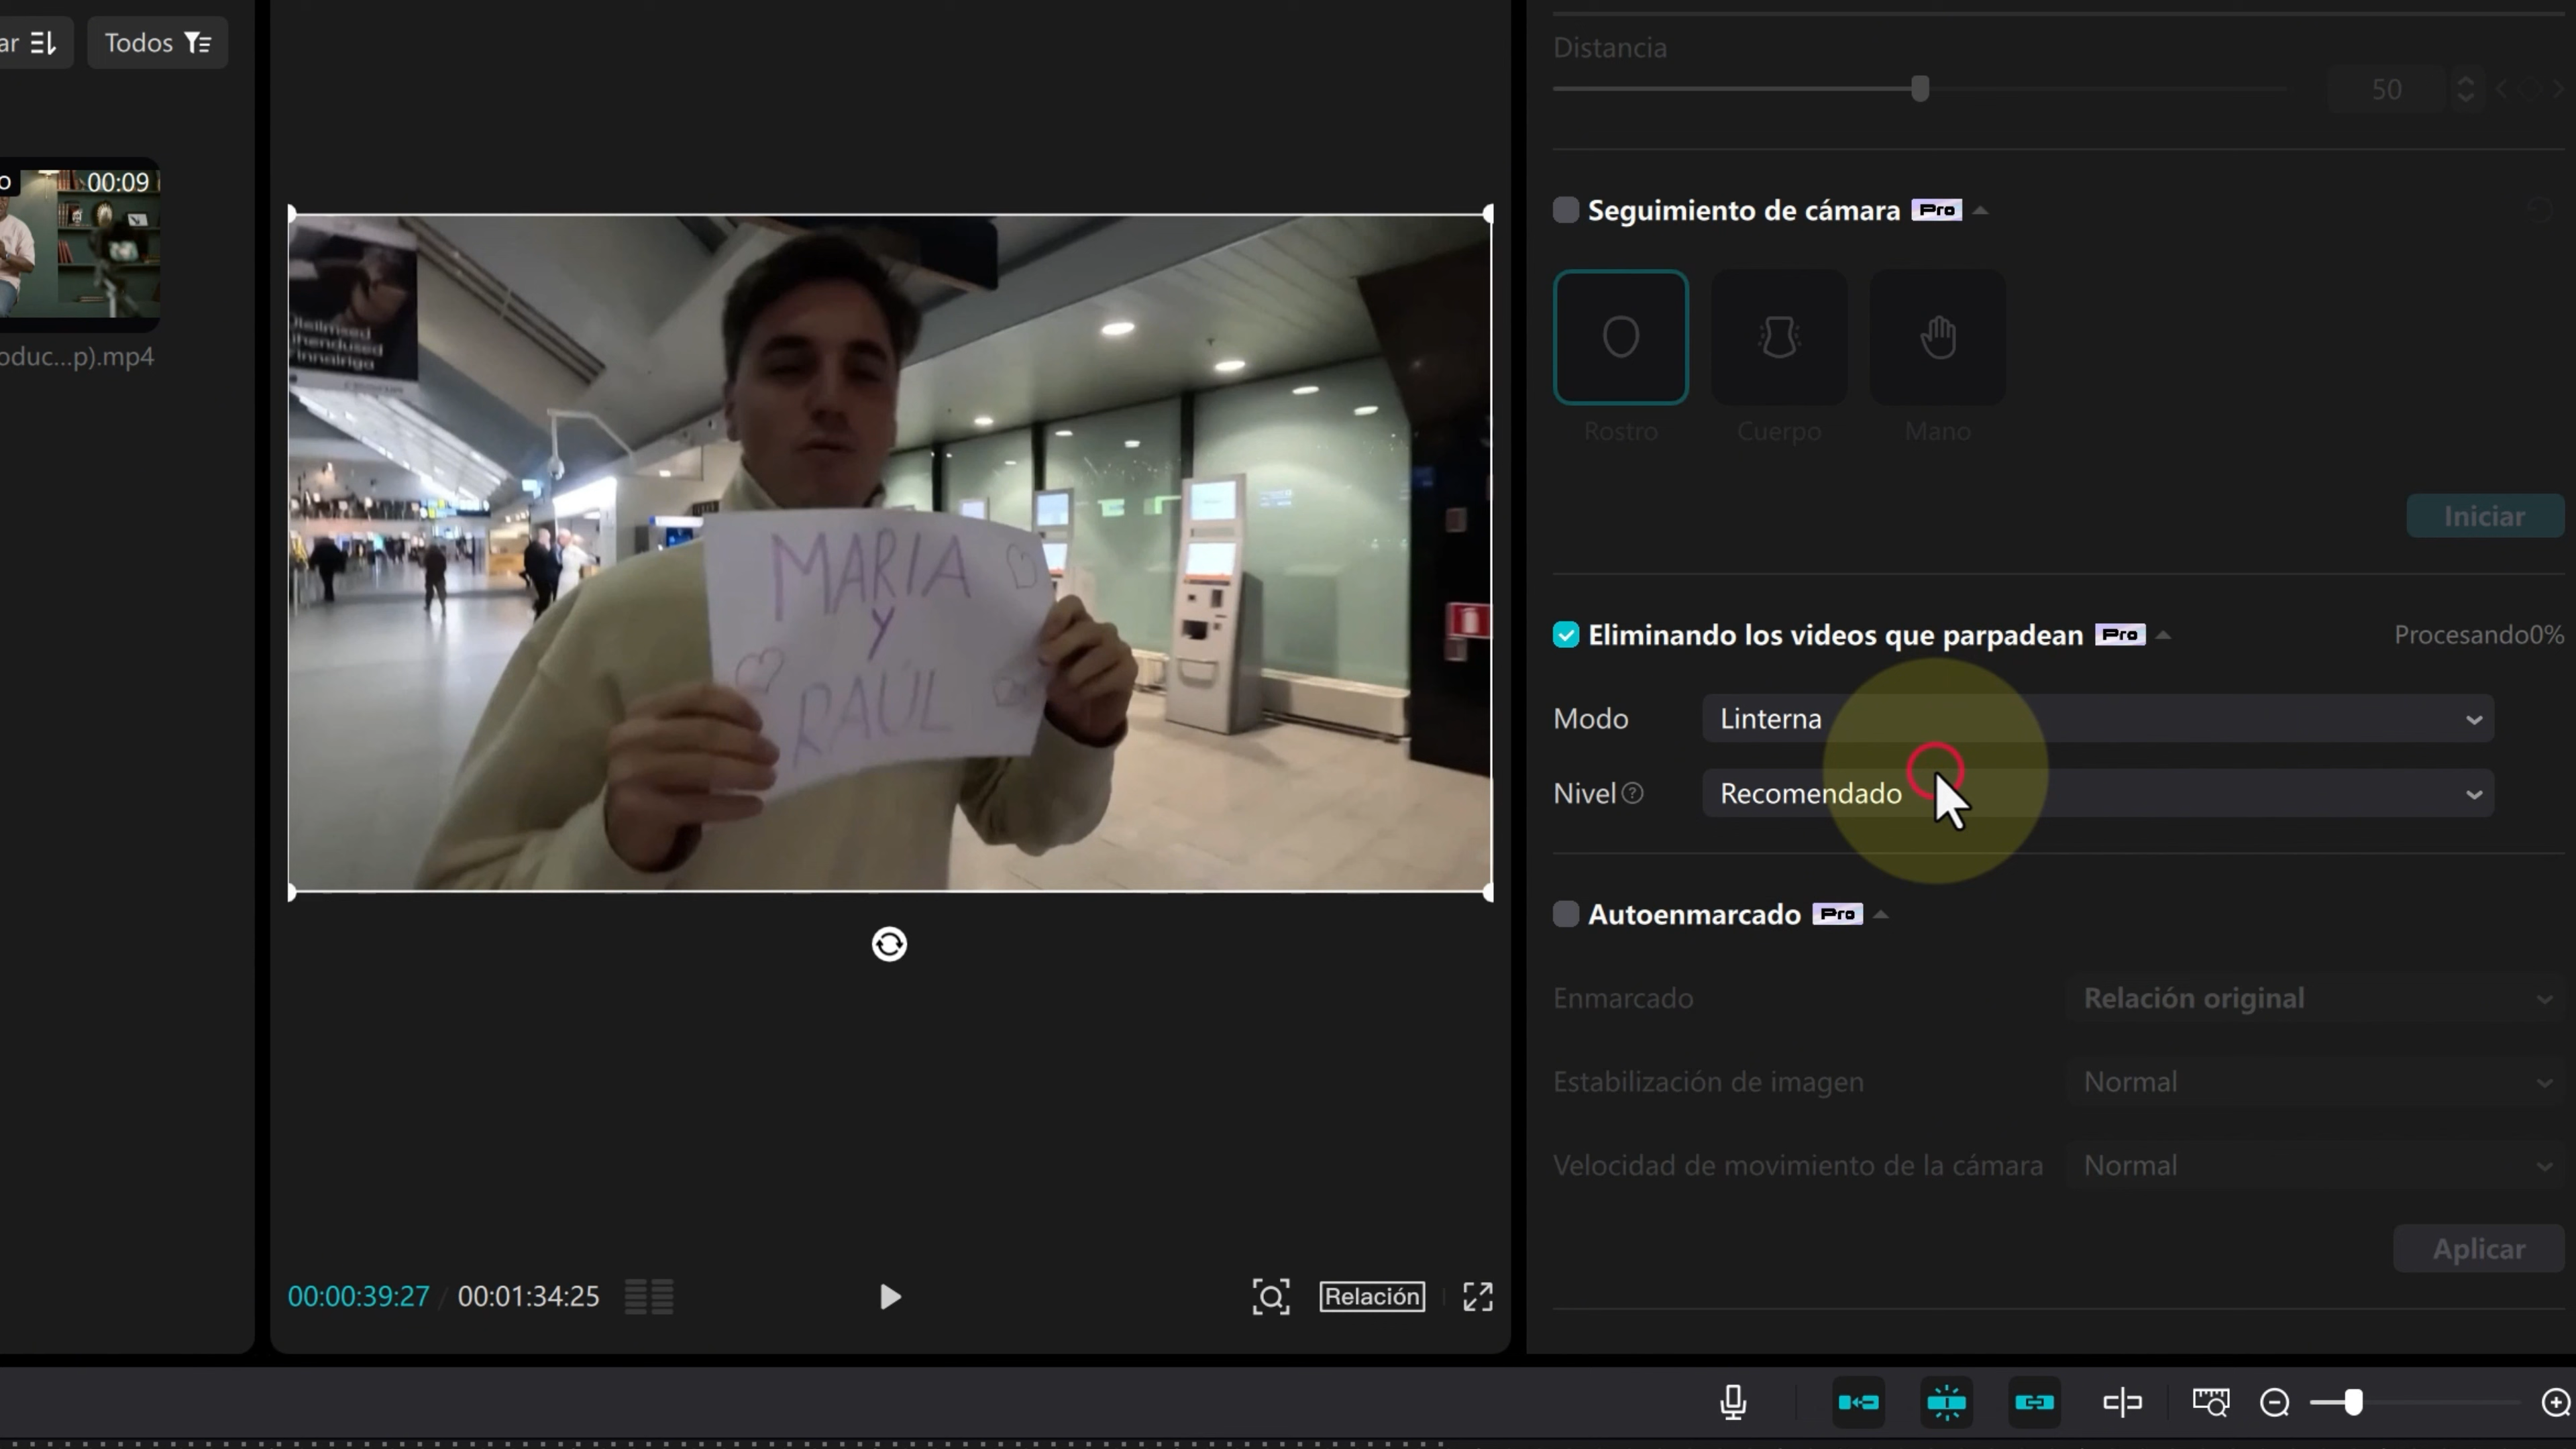 ar
Todos
00:09
oduc...p).mp4
MARIA
Y
RAÚL
00:00:39:27 / 00:01:34:25
Relación
Distancia
50
Seguimiento de cámara Pro
Rostro
Cuerpo
Mano
Iniciar
Eliminando los videos que parpadean Pro
Procesando0%
Modo
Linterna
Nivel
Recomendado
Autoenmarcado Pro
Enmarcado
Relación original
Estabilización de imagen
Normal
Velocidad de movimiento de la cámara
Normal
Aplicar